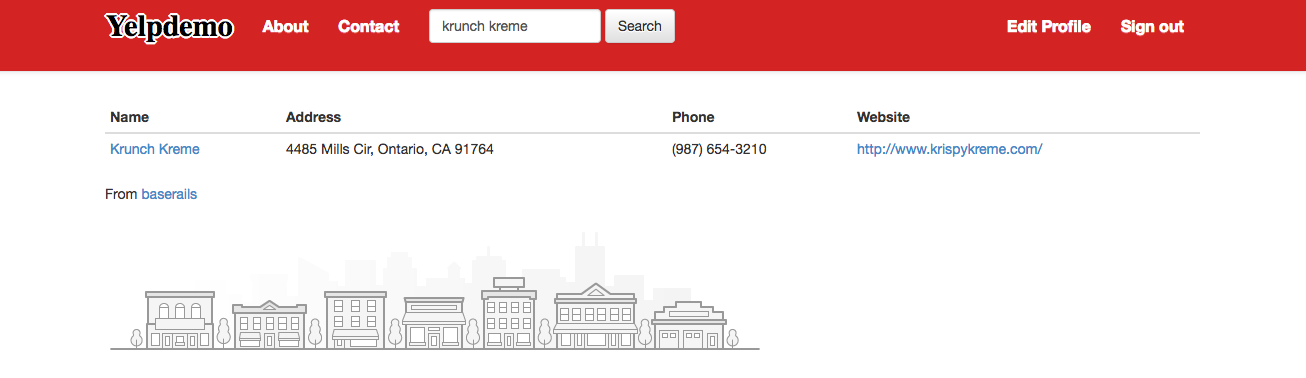 Yelpdemo About Contact krunch kreme Search Edit Profile Sign out
Name Address Phone Website
Krunch Kreme 4485 Mills Cir, Ontario, CA 91764 (987) 654-3210 http://www.krispykreme.com/
From baserails